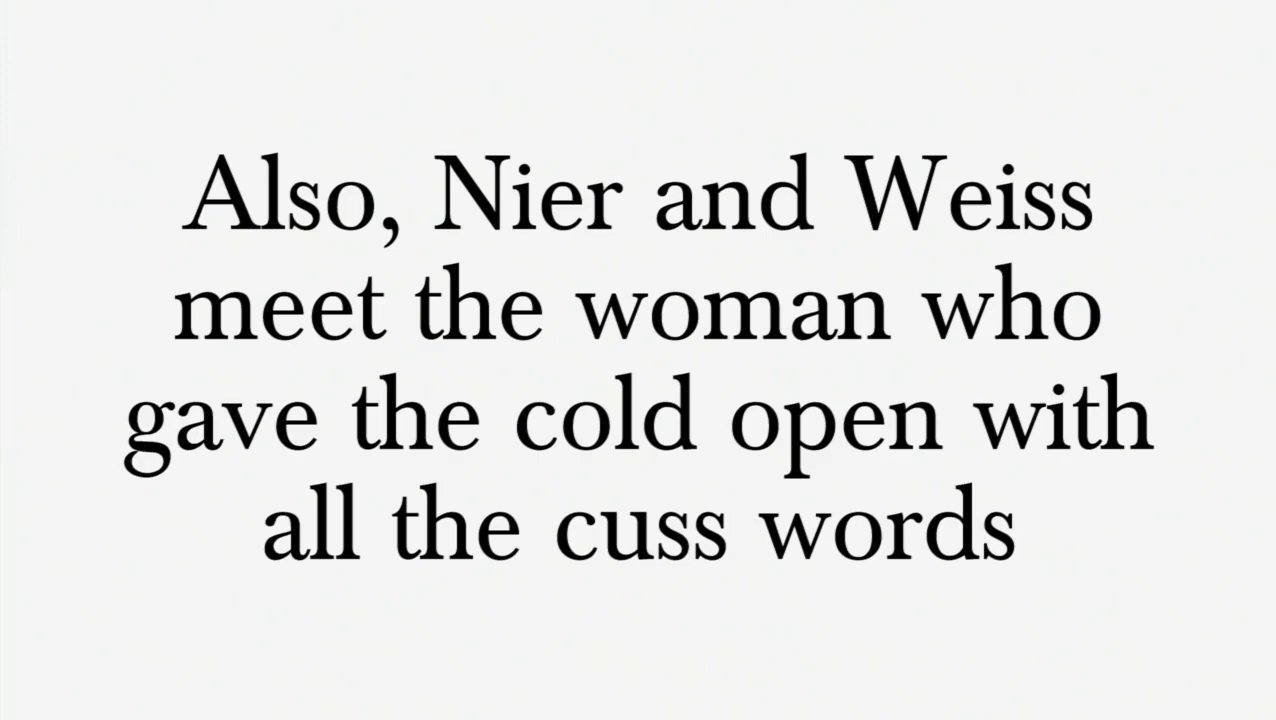 Also, Nier and Weiss
meet the woman who
gave the cold open with
all the cuss words